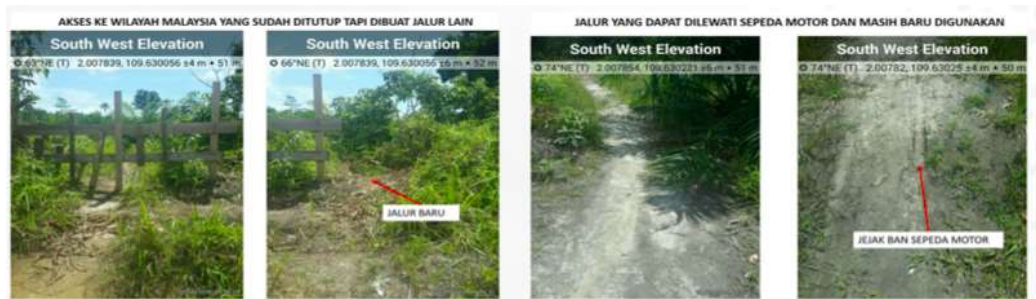 AKSES KE WILAYAH MALAYSIA YANG SUDAH DITUTUP TAPI DIBUAT JALUR LAIN
South West Elevation
63°NE (T) 2.007839, 109.630056 ±4 m • 51 m
South West Elevation
66°NE (T) 2.007839, 109.630056 ±6 m • 52 m
JALUR BARU
JALUR YANG DAPAT DILEWATI SEPEDA MOTOR DAN MASIH BARU DIGUNAKAN
South West Elevation
74°NE (T) 2.007854, 109.630221 ±6 m • 51 m
South West Elevation
74°NE (T) 2.00782, 109.63025 ±4 m • 50 m
JEJAK BAN SEPEDA MOTOR